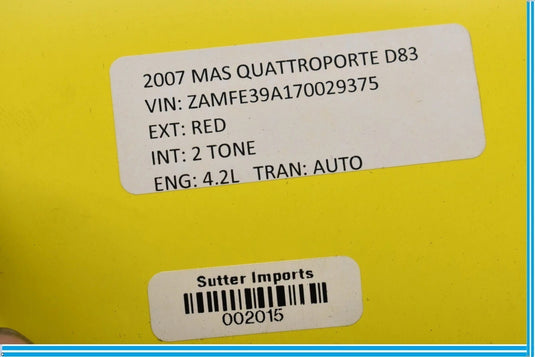 2007 MAS QUATTROPORTE D83
VIN: ZAMFE39A170029375
EXT: RED
INT: 2 TONE
ENG: 4.2L TRAN: AUTO
Sutter Imports
002015